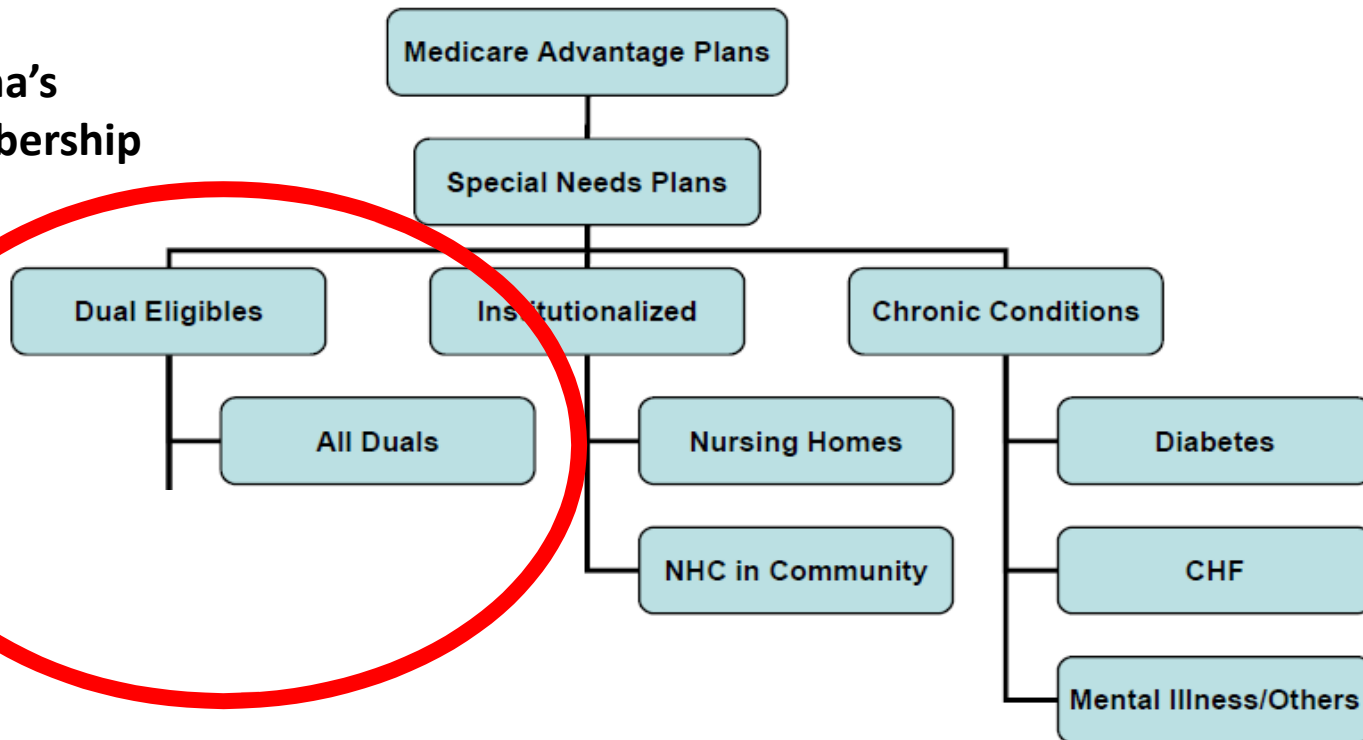 Medicare Advantage Plans
Special Needs Plans
Dual Eligibles
Institutionalized
Chronic Conditions
All Duals
Nursing Homes
Diabetes
NHC in Community
CHF
Mental Illness/Others